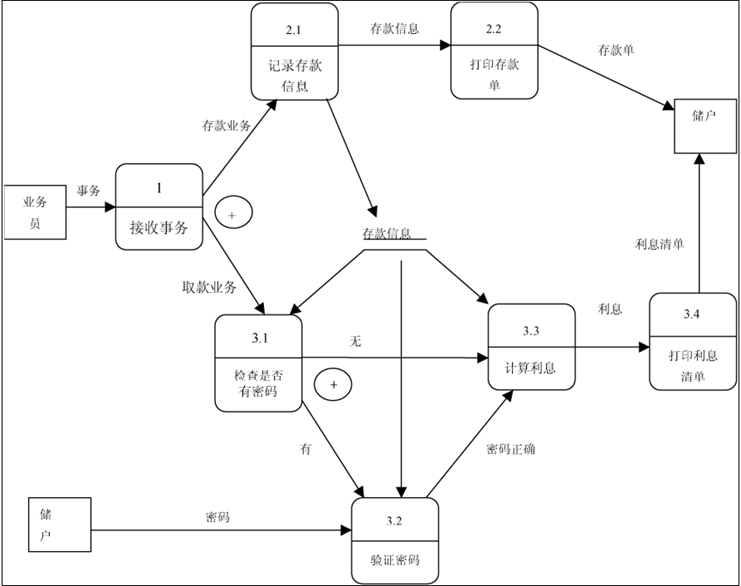 2.1
记录存款
信息
存款信息
2.2
打印存款
单
存款单
储户
存款业务
业务
员
事务
1
接收事务
+
存款信息
取款业务
利息清单
3.1
检查是否
有密码
无
+
3.3
计算利息
利息
3.4
打印利息
清单
有
密码正确
储
户
密码
3.2
验证密码